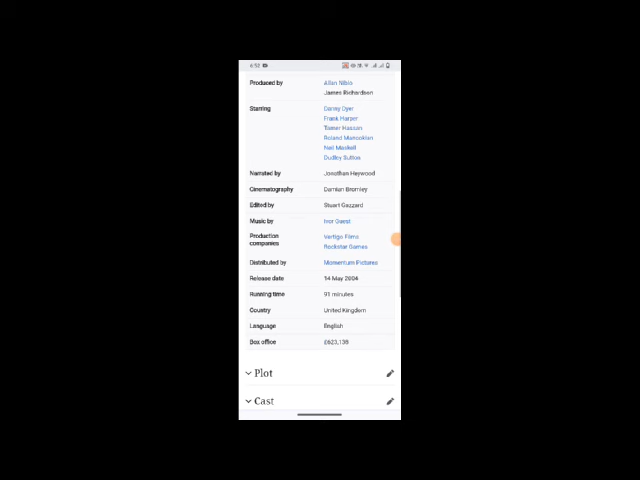 6:52
Produced by
Allan Niblo
James Richardson
Starring
Danny Dyer
Frank Harper
Tamer Hassan
Roland Manookian
Neil Maskell
Dudley Sutton
Narrated by
Jonathan Heywood
Cinematography
Damian Bromley
Edited by
Stuart Gazzard
Music by
Ivor Guest
Production companies
Vertigo Films
Rockstar Games
Distributed by
Momentum Pictures
Release date
14 May 2004
Running time
91 minutes
Country
United Kingdom
Language
English
Box office
£623,138
Plot
Cast